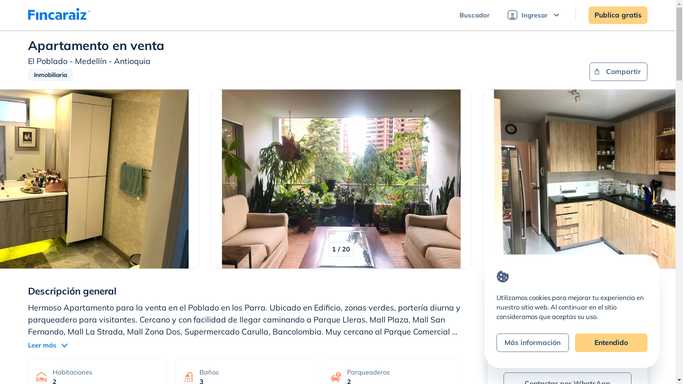 Fincaraiz
Buscador
Ingresar
Publica gratis
Apartamento en venta
El Poblado - Medellín - Antioquia
Inmobiliaria
Compartir
1 / 20
Descripción general
Hermoso Apartamento para la venta en el Poblado en los Parra. Ubicado en Edificio, zonas verdes, portería diurna y
parqueadero para visitantes. Cercano y con facilidad de llegar caminando a Parque Lleras, Mall Plaza, Mall San
Fernando, Mall La Strada, Mall Zona Dos, Supermercado Carulla, Bancolombia. Muy cercano al Parque Comercial ...
Leer más
Habitaciones
2
Baños
3
Parqueaderos
2
Utilizamos cookies para mejorar tu experiencia en
nuestro sitio web. Al continuar en el sitio
consideramos que aceptas su uso.
Más información
Entendido
Contactar por WhatsApp